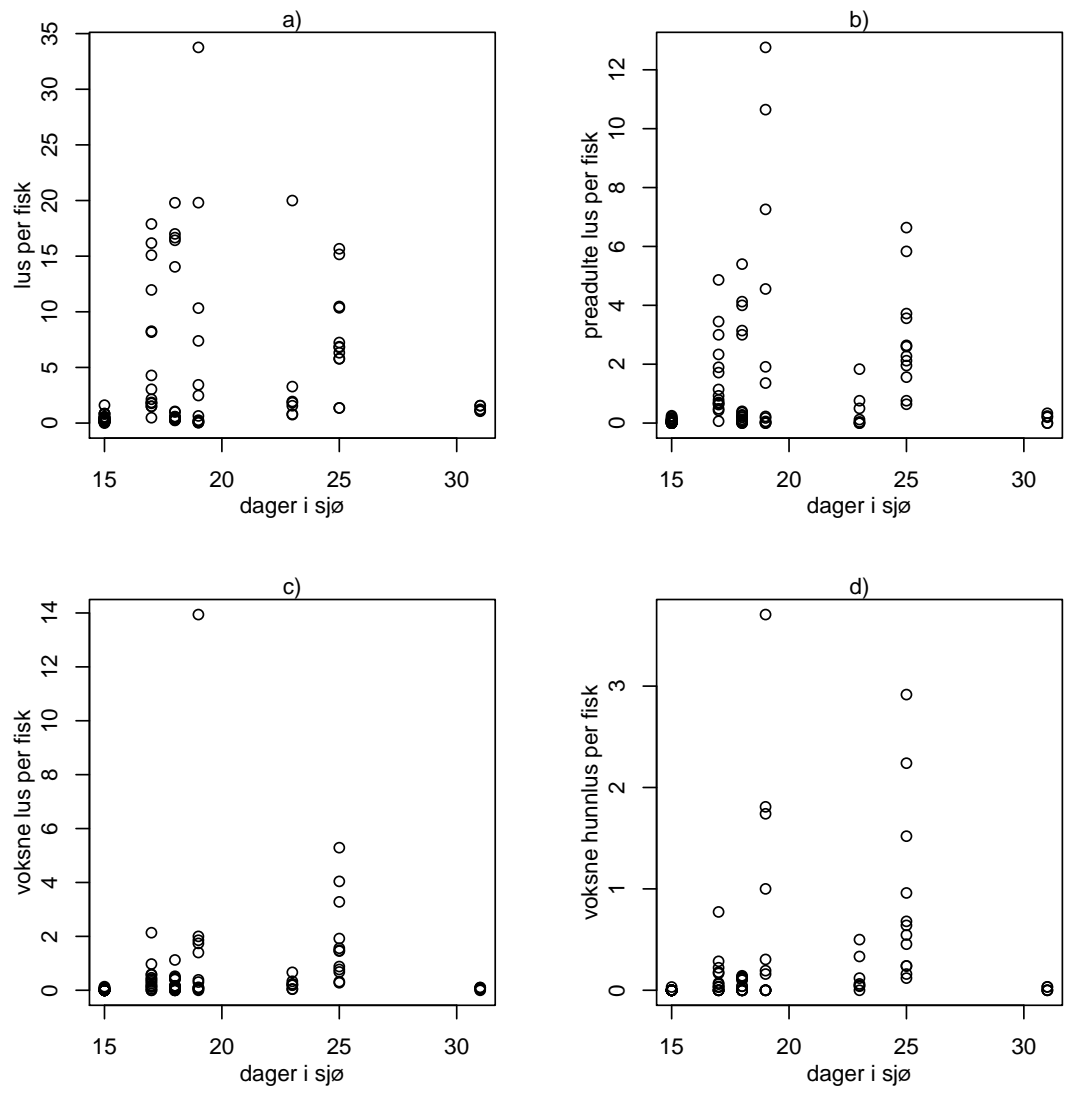 a)
lus per fisk
0 5 10 15 20 25 30 35
15 20 25 30
dager i sjø
b)
preadulte lus per fisk
0 2 4 6 8 10 12
15 20 25 30
dager i sjø
c)
voksne lus per fisk
0 2 4 6 8 10 12 14
15 20 25 30
dager i sjø
d)
voksne hunnlus per fisk
0 1 2 3
15 20 25 30
dager i sjø